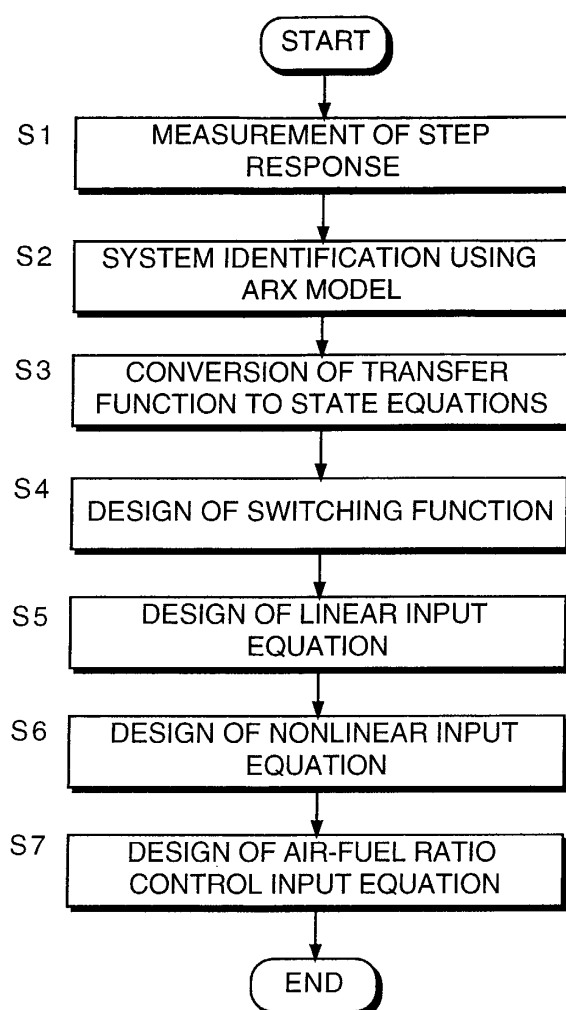 START
S1
MEASUREMENT OF STEP
RESPONSE
S2
SYSTEM IDENTIFICATION USING
ARX MODEL
S3
CONVERSION OF TRANSFER
FUNCTION TO STATE EQUATIONS
S4
DESIGN OF SWITCHING FUNCTION
S5
DESIGN OF LINEAR INPUT
EQUATION
S6
DESIGN OF NONLINEAR INPUT
EQUATION
S7
DESIGN OF AIR-FUEL RATIO
CONTROL INPUT EQUATION
END